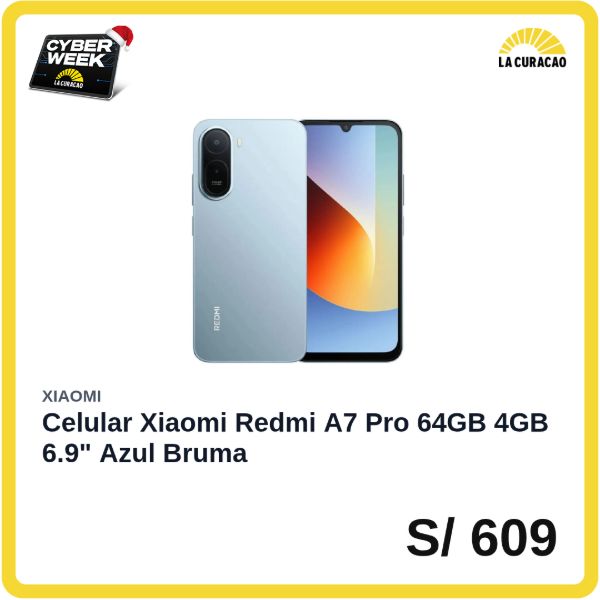 CYBER
WEEK
LA CURACAO
LA CURACAO
REDMI
XIAOMI
Celular Xiaomi Redmi A7 Pro 64GB 4GB
6.9" Azul Bruma
S/ 609